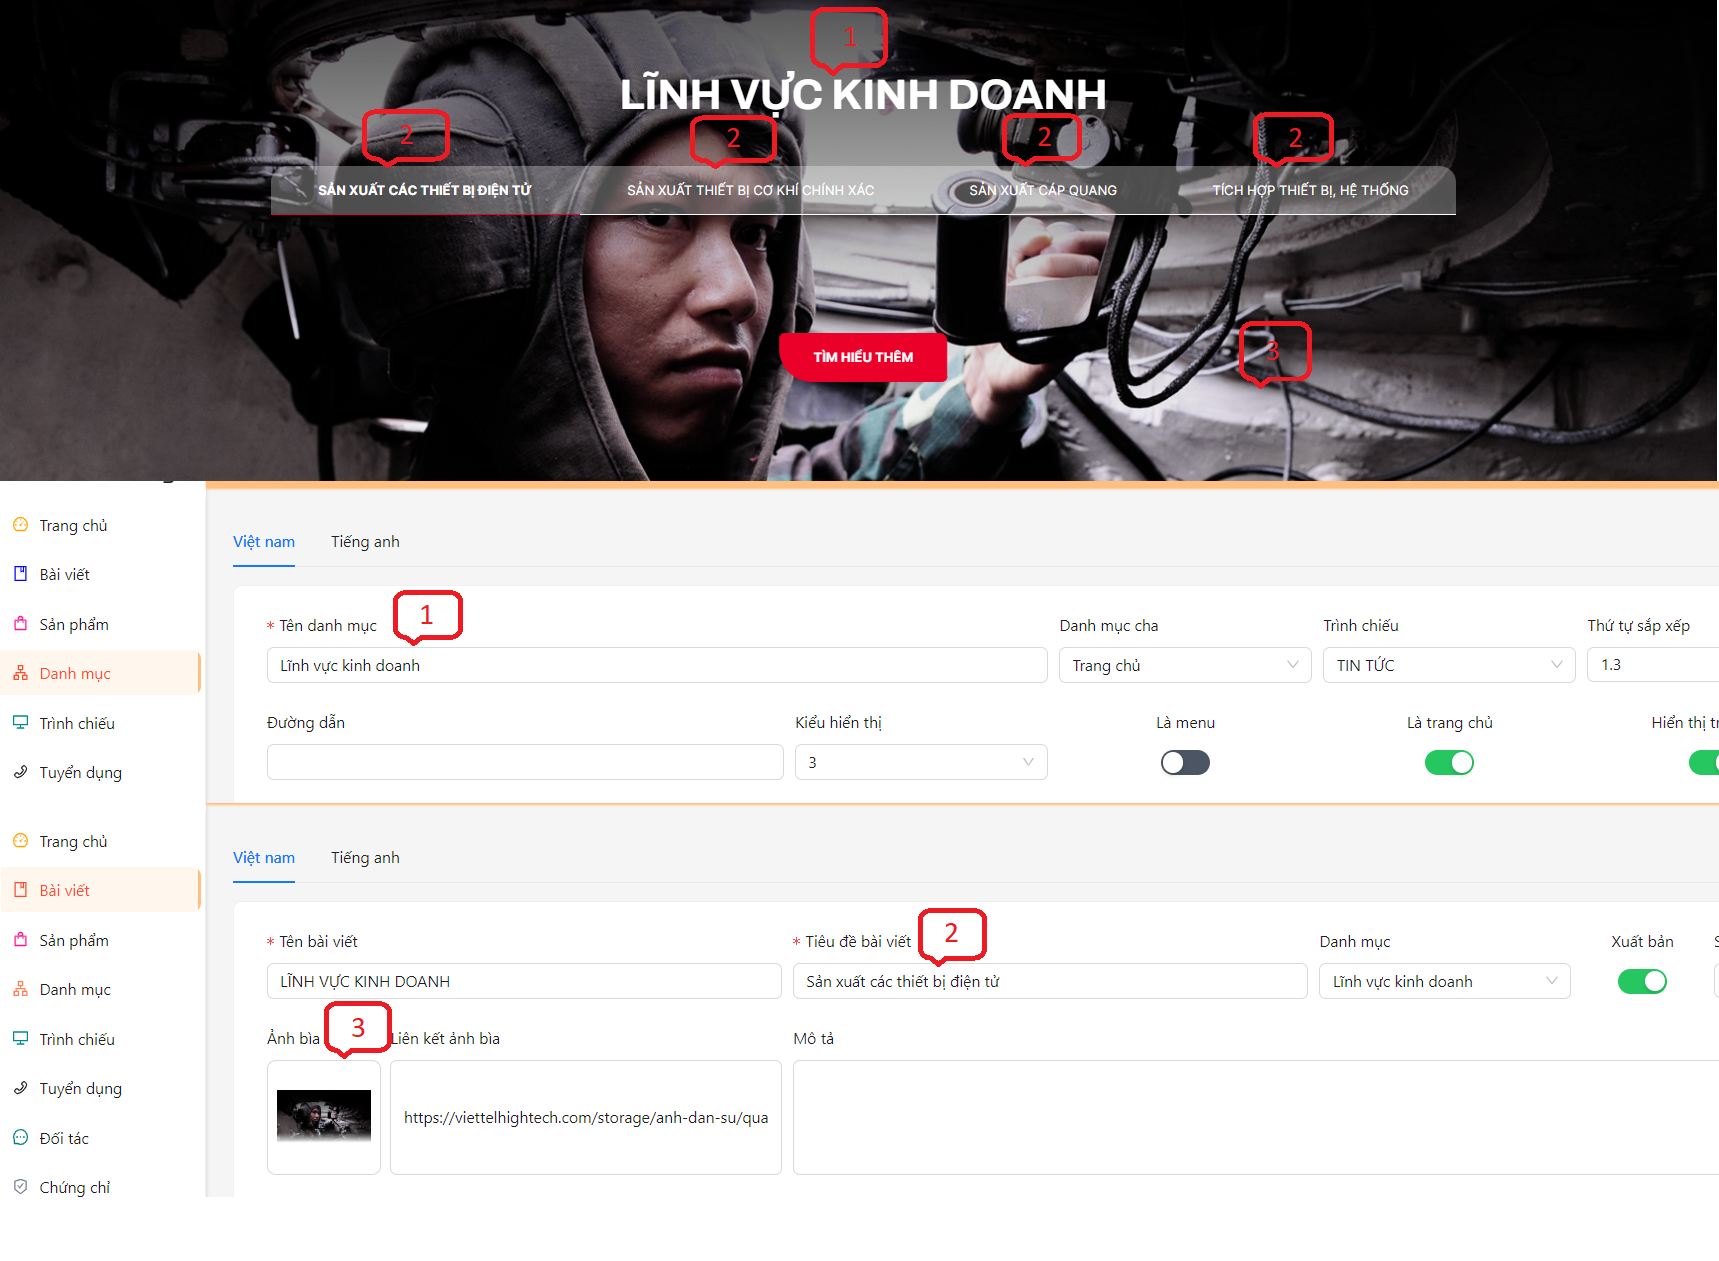 1
LĨNH VỰC KINH DOANH
2 2 2 2
SẢN XUẤT CÁC THIẾT BỊ ĐIỆN TỬ SẢN XUẤT THIẾT BỊ CƠ KHÍ CHÍNH XÁC SẢN XUẤT CÁP QUANG TÍCH HỢP THIẾT BỊ, HỆ THỐNG
3
TÌM HIỂU THÊM
Trang chủ
Bài viết
Sản phẩm
Danh mục
Trình chiếu
Tuyển dụng
Việt nam Tiếng anh
* Tên danh mục 1 Danh mục cha Trình chiếu Thứ tự sắp xếp
Lĩnh vực kinh doanh Trang chủ TIN TỨC 1.3
Đường dẫn Kiểu hiển thị Là menu Là trang chủ Hiển thị
3
Trang chủ
Bài viết
Sản phẩm
Danh mục
Trình chiếu
Tuyển dụng
Đối tác
Chứng chỉ
Việt nam Tiếng anh
* Tên bài viết * Tiêu đề bài viết 2 Danh mục Xuất bản
LĨNH VỰC KINH DOANH Sản xuất các thiết bị điện tử Lĩnh vực kinh doanh
Ảnh bìa 3 Liên kết ảnh bìa Mô tả
https://viettelhightech.com/storage/anh-dan-su/qua